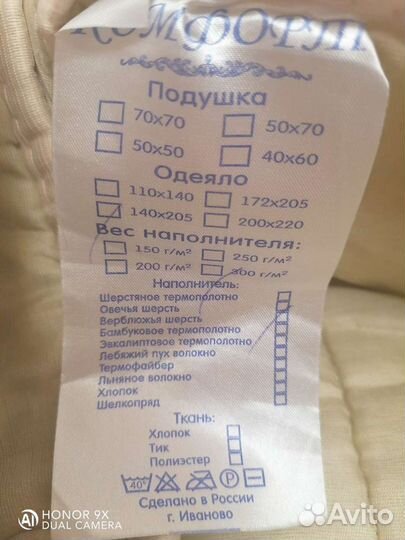 Комфорт
Подушка
70x70 50x70
50x50 40x60
Одеяло
110x140 172x205
140x205 200x220
Вес наполнителя:
150 г/м² 250 г/м²
200 г/м² 300 г/м²
Наполнитель:
Шерстяное термополотно
Овечья шерсть
Верблюжья шерсть
Бамбуковое термополотно
Эвкалиптовое термополотно
Лебяжий пух волокно
Термофайбер
Льняное волокно
Хлопок
Шелкопряд
Ткань:
Хлопок
Тик
Полиэстер
40° P
Сделано в России
г. Иваново
HONOR 9X
DUAL CAMERA
Avito